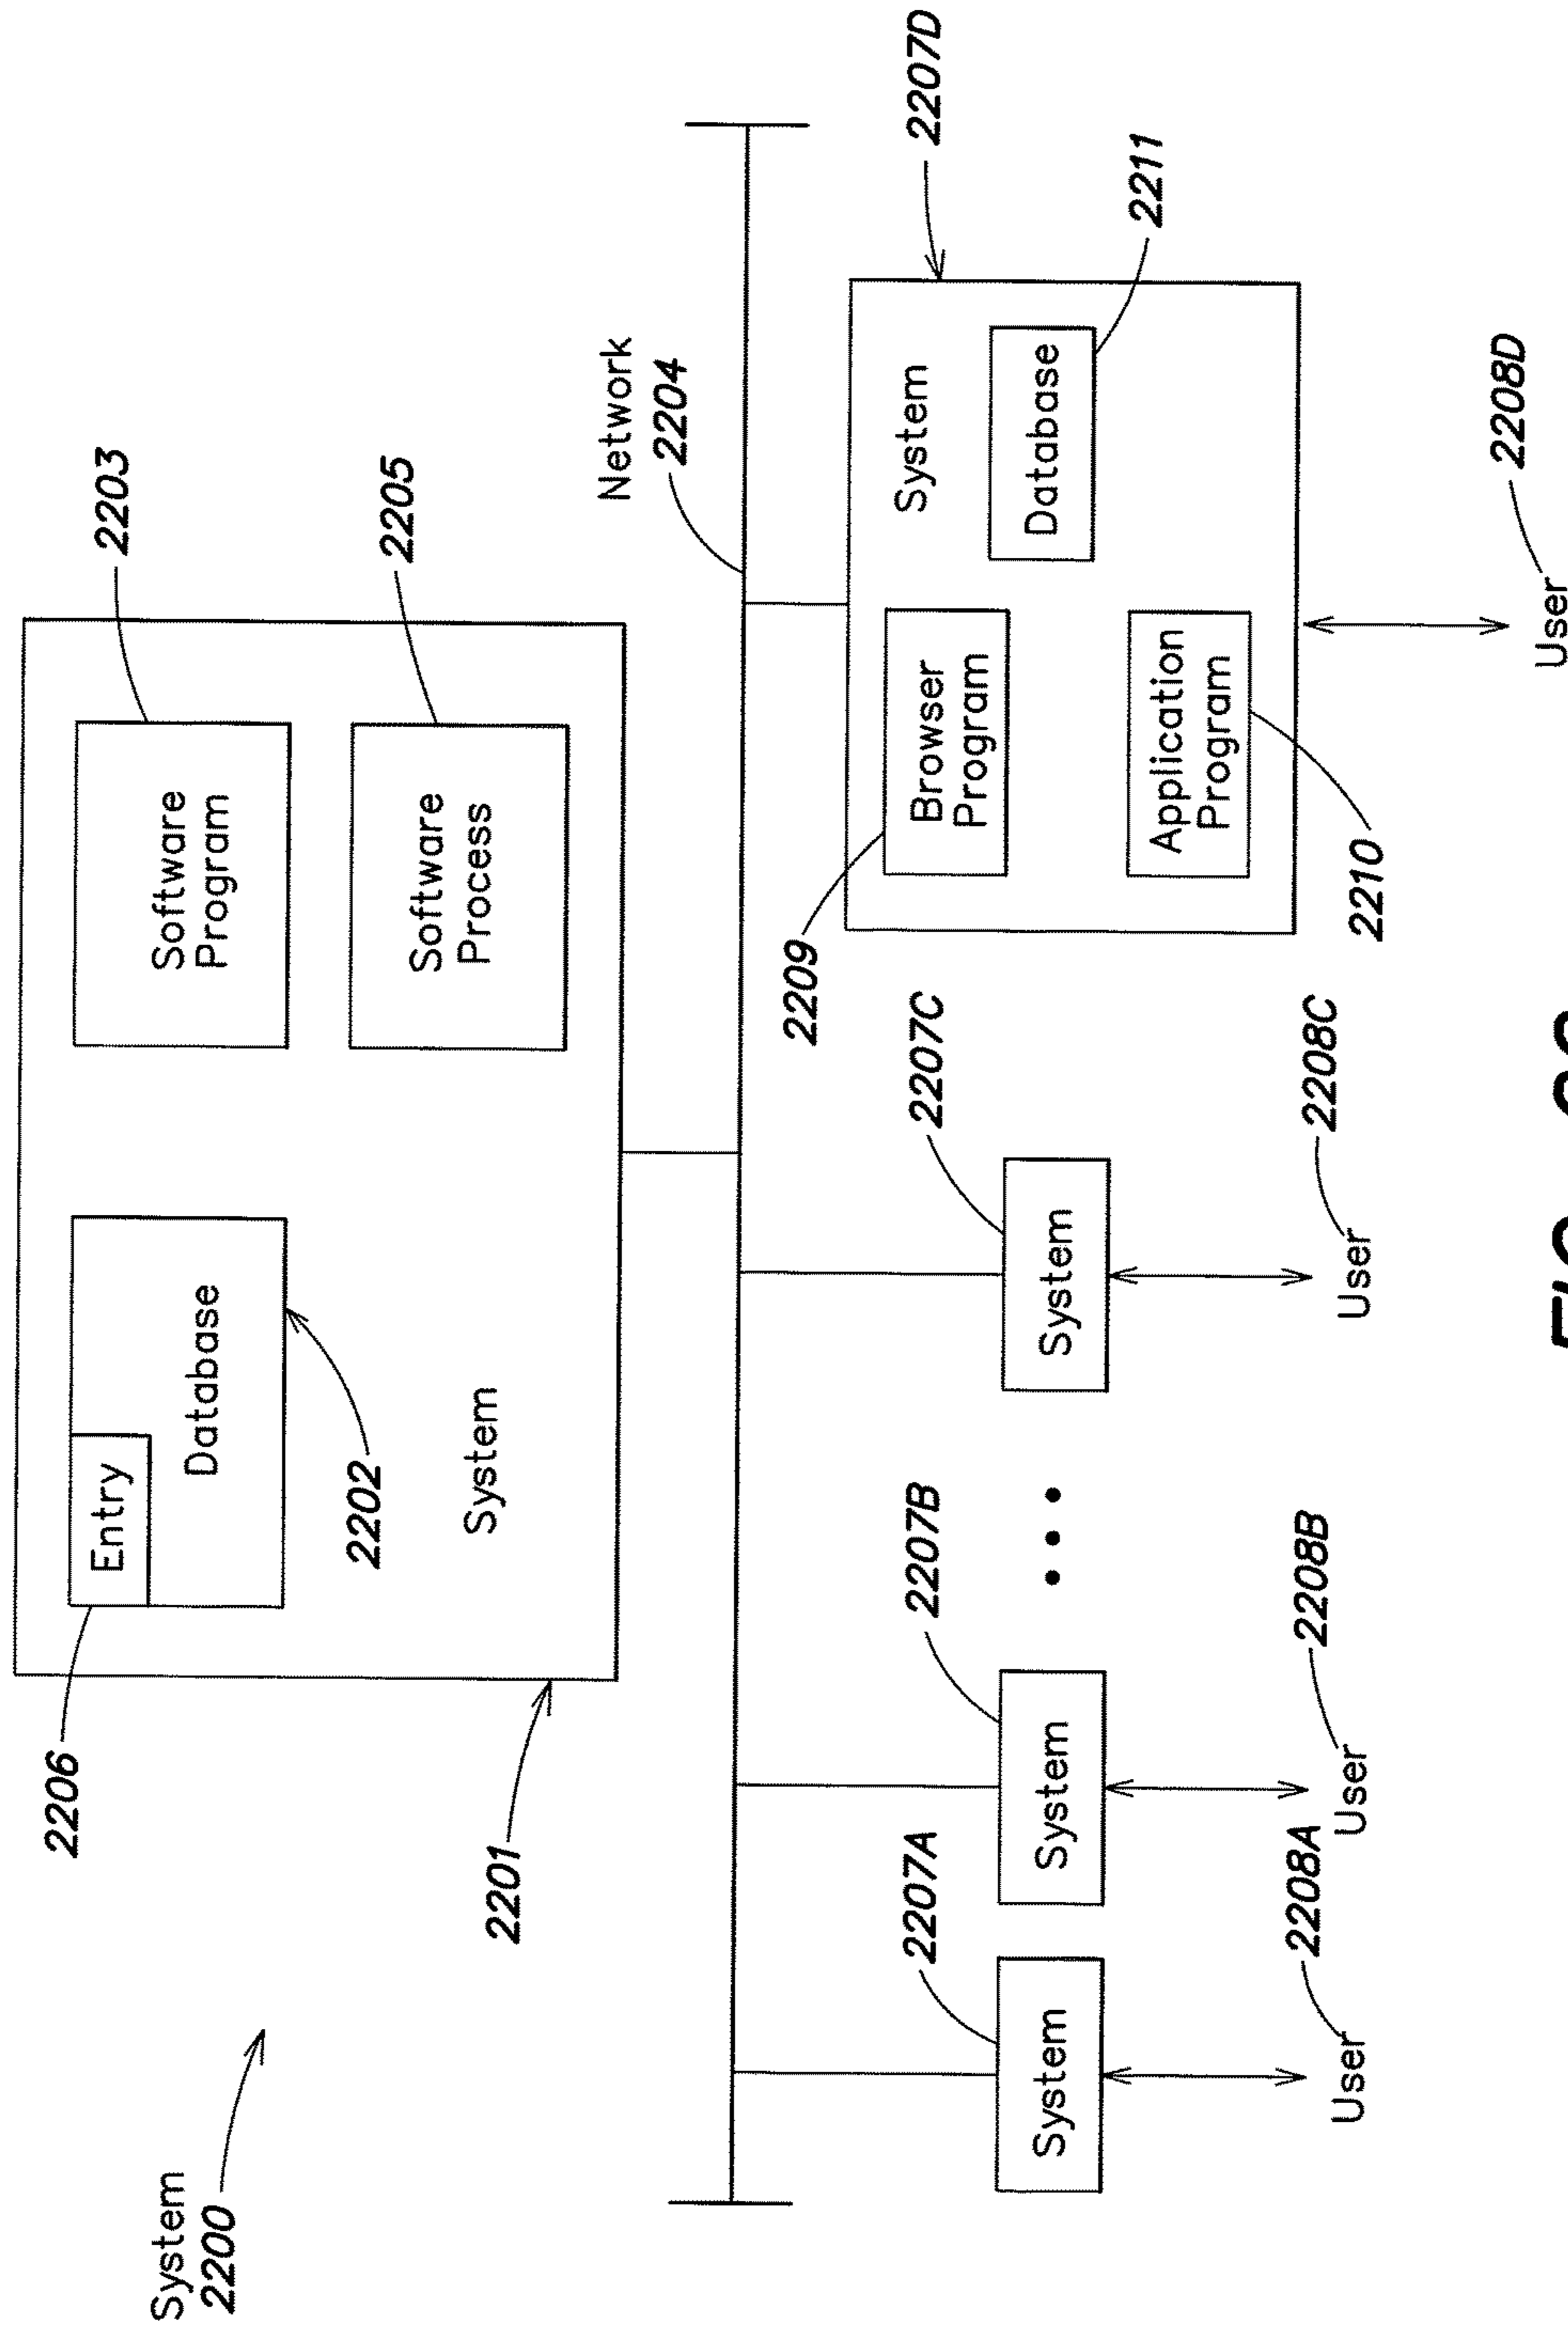 System
2200
2206
Entry
Database
2202
System
2201
Software
Program
2203
Software
Process
2205
Network
2204
2207A
System
2208A
User
2207B
System
2208B
User
2207C
System
2208C
User
2207D
System
2209
Browser
Program
Database
2211
Application
Program
2210
2208D
User